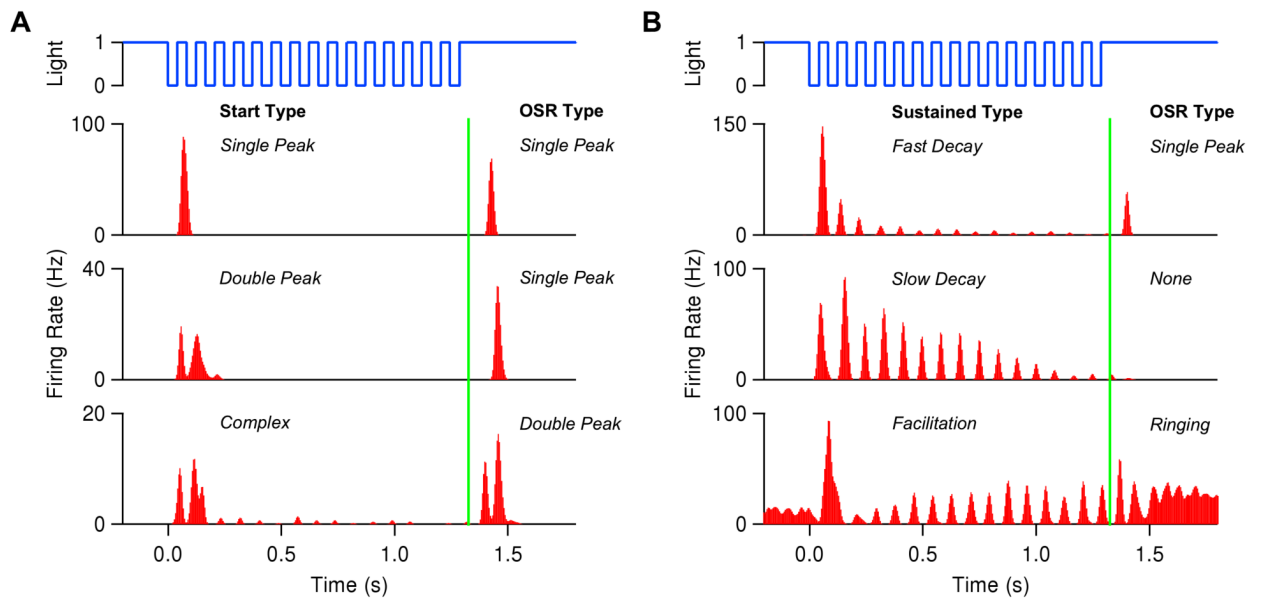 A
B
Light
1
0
Light
1
0
Start Type
OSR Type
Sustained Type
OSR Type
100
Single Peak
Single Peak
150
Fast Decay
Single Peak
0
0
Firing Rate (Hz)
Firing Rate (Hz)
40
Double Peak
Single Peak
100
Slow Decay
None
0
0
20
Complex
Double Peak
100
Facilitation
Ringing
0
0
0.0
0.5
1.0
1.5
0.0
0.5
1.0
1.5
Time (s)
Time (s)